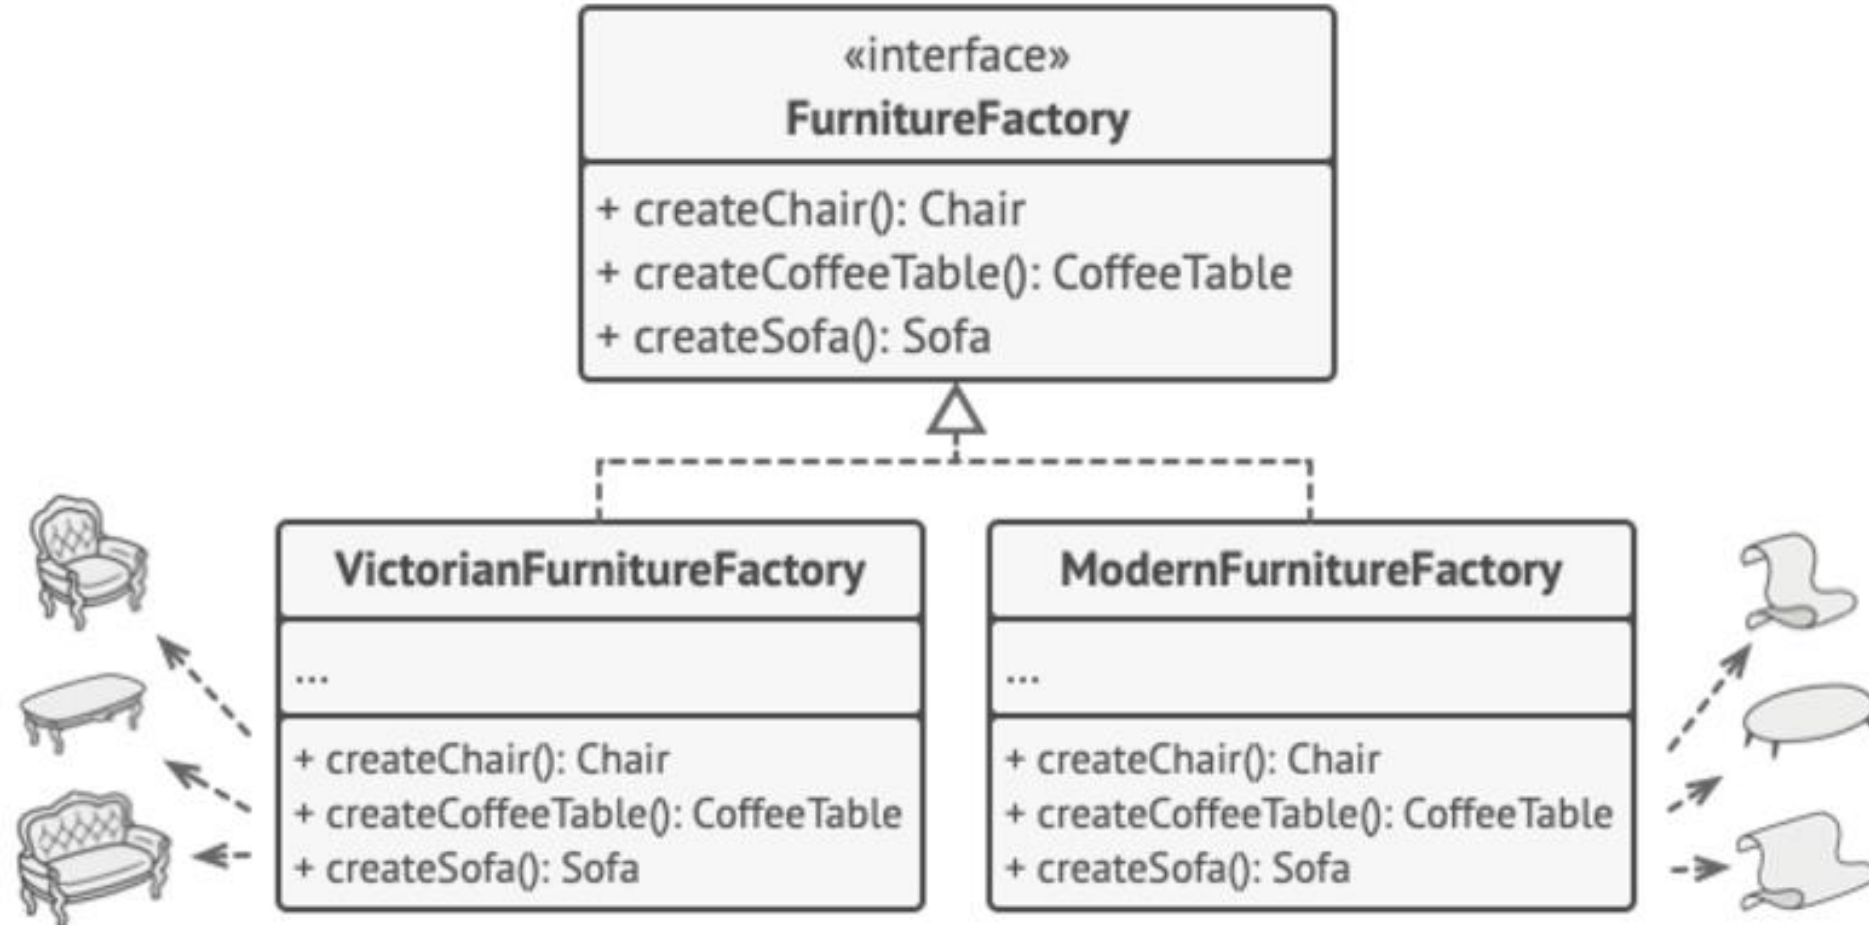 «interface»
FurnitureFactory
+ createChair(): Chair
+ createCoffeeTable(): CoffeeTable
+ createSofa(): Sofa
VictorianFurnitureFactory
...
+ createChair(): Chair
+ createCoffeeTable(): CoffeeTable
+ createSofa(): Sofa
ModernFurnitureFactory
...
+ createChair(): Chair
+ createCoffeeTable(): CoffeeTable
+ createSofa(): Sofa